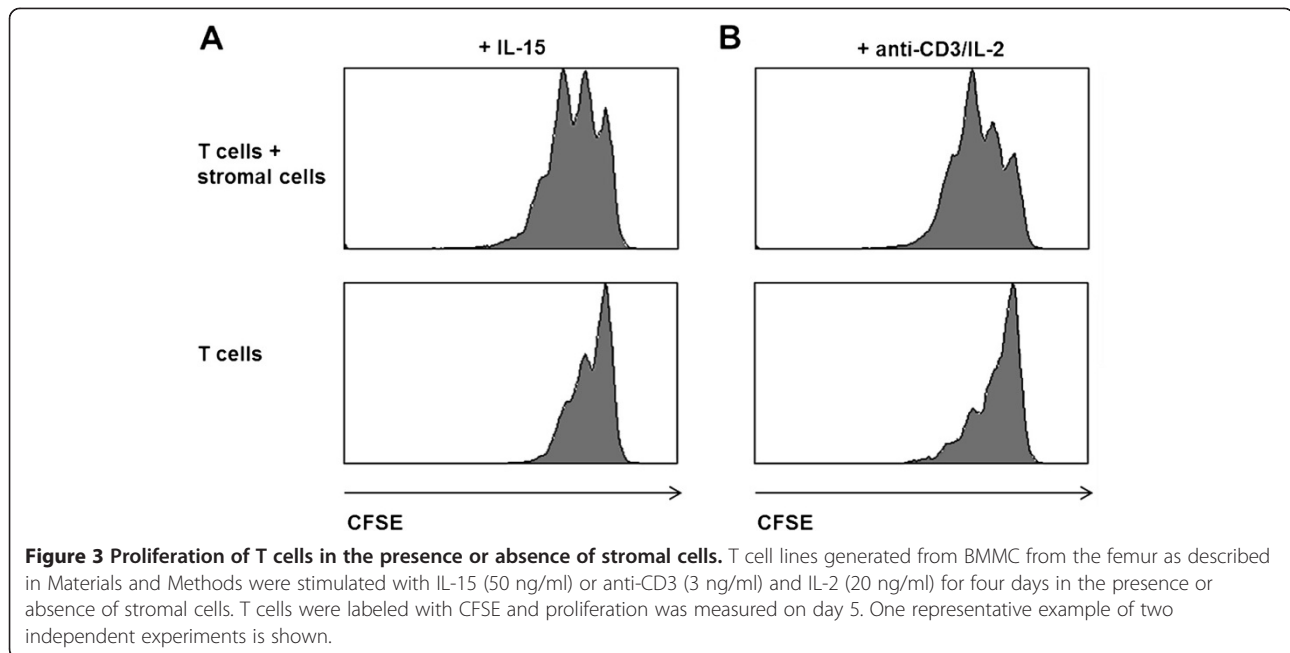 A
+ IL-15
B
+ anti-CD3/IL-2
T cells +
stromal cells
T cells
CFSE
CFSE
Figure 3 Proliferation of T cells in the presence or absence of stromal cells. T cell lines generated from BMMC from the femur as described
in Materials and Methods were stimulated with IL-15 (50 ng/ml) or anti-CD3 (3 ng/ml) and IL-2 (20 ng/ml) for four days in the presence or
absence of stromal cells. T cells were labeled with CFSE and proliferation was measured on day 5. One representative example of two
independent experiments is shown.